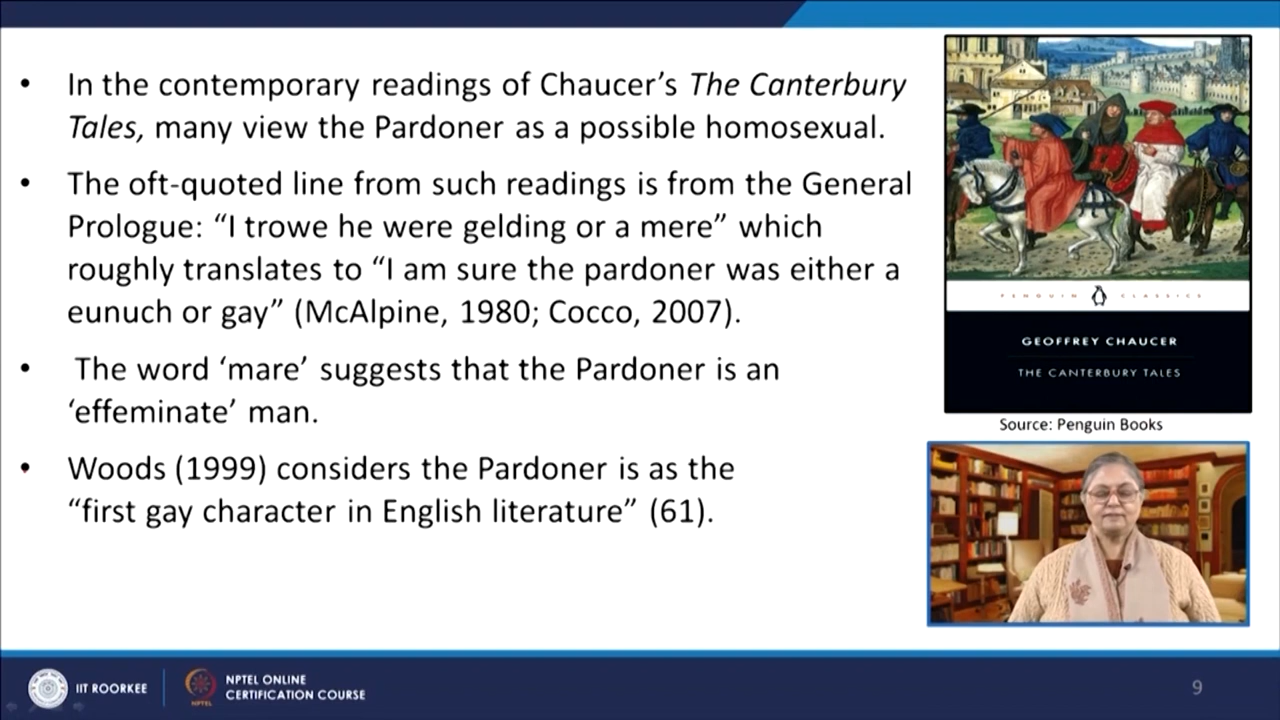 • In the contemporary readings of Chaucer’s The Canterbury
Tales, many view the Pardoner as a possible homosexual.
• The oft-quoted line from such readings is from the General
Prologue: “I trowe he were gelding or a mere” which
roughly translates to “I am sure the pardoner was either a
eunuch or gay” (McAlpine, 1980; Cocco, 2007).
• The word ‘mare’ suggests that the Pardoner is an
‘effeminate’ man.
• Woods (1999) considers the Pardoner is as the
“first gay character in English literature” (61).
PENGUIN CLASSICS
GEOFFREY CHAUCER
THE CANTERBURY TALES
Source: Penguin Books
IIT ROORKEE
NPTEL
NPTEL ONLINE
CERTIFICATION COURSE
9